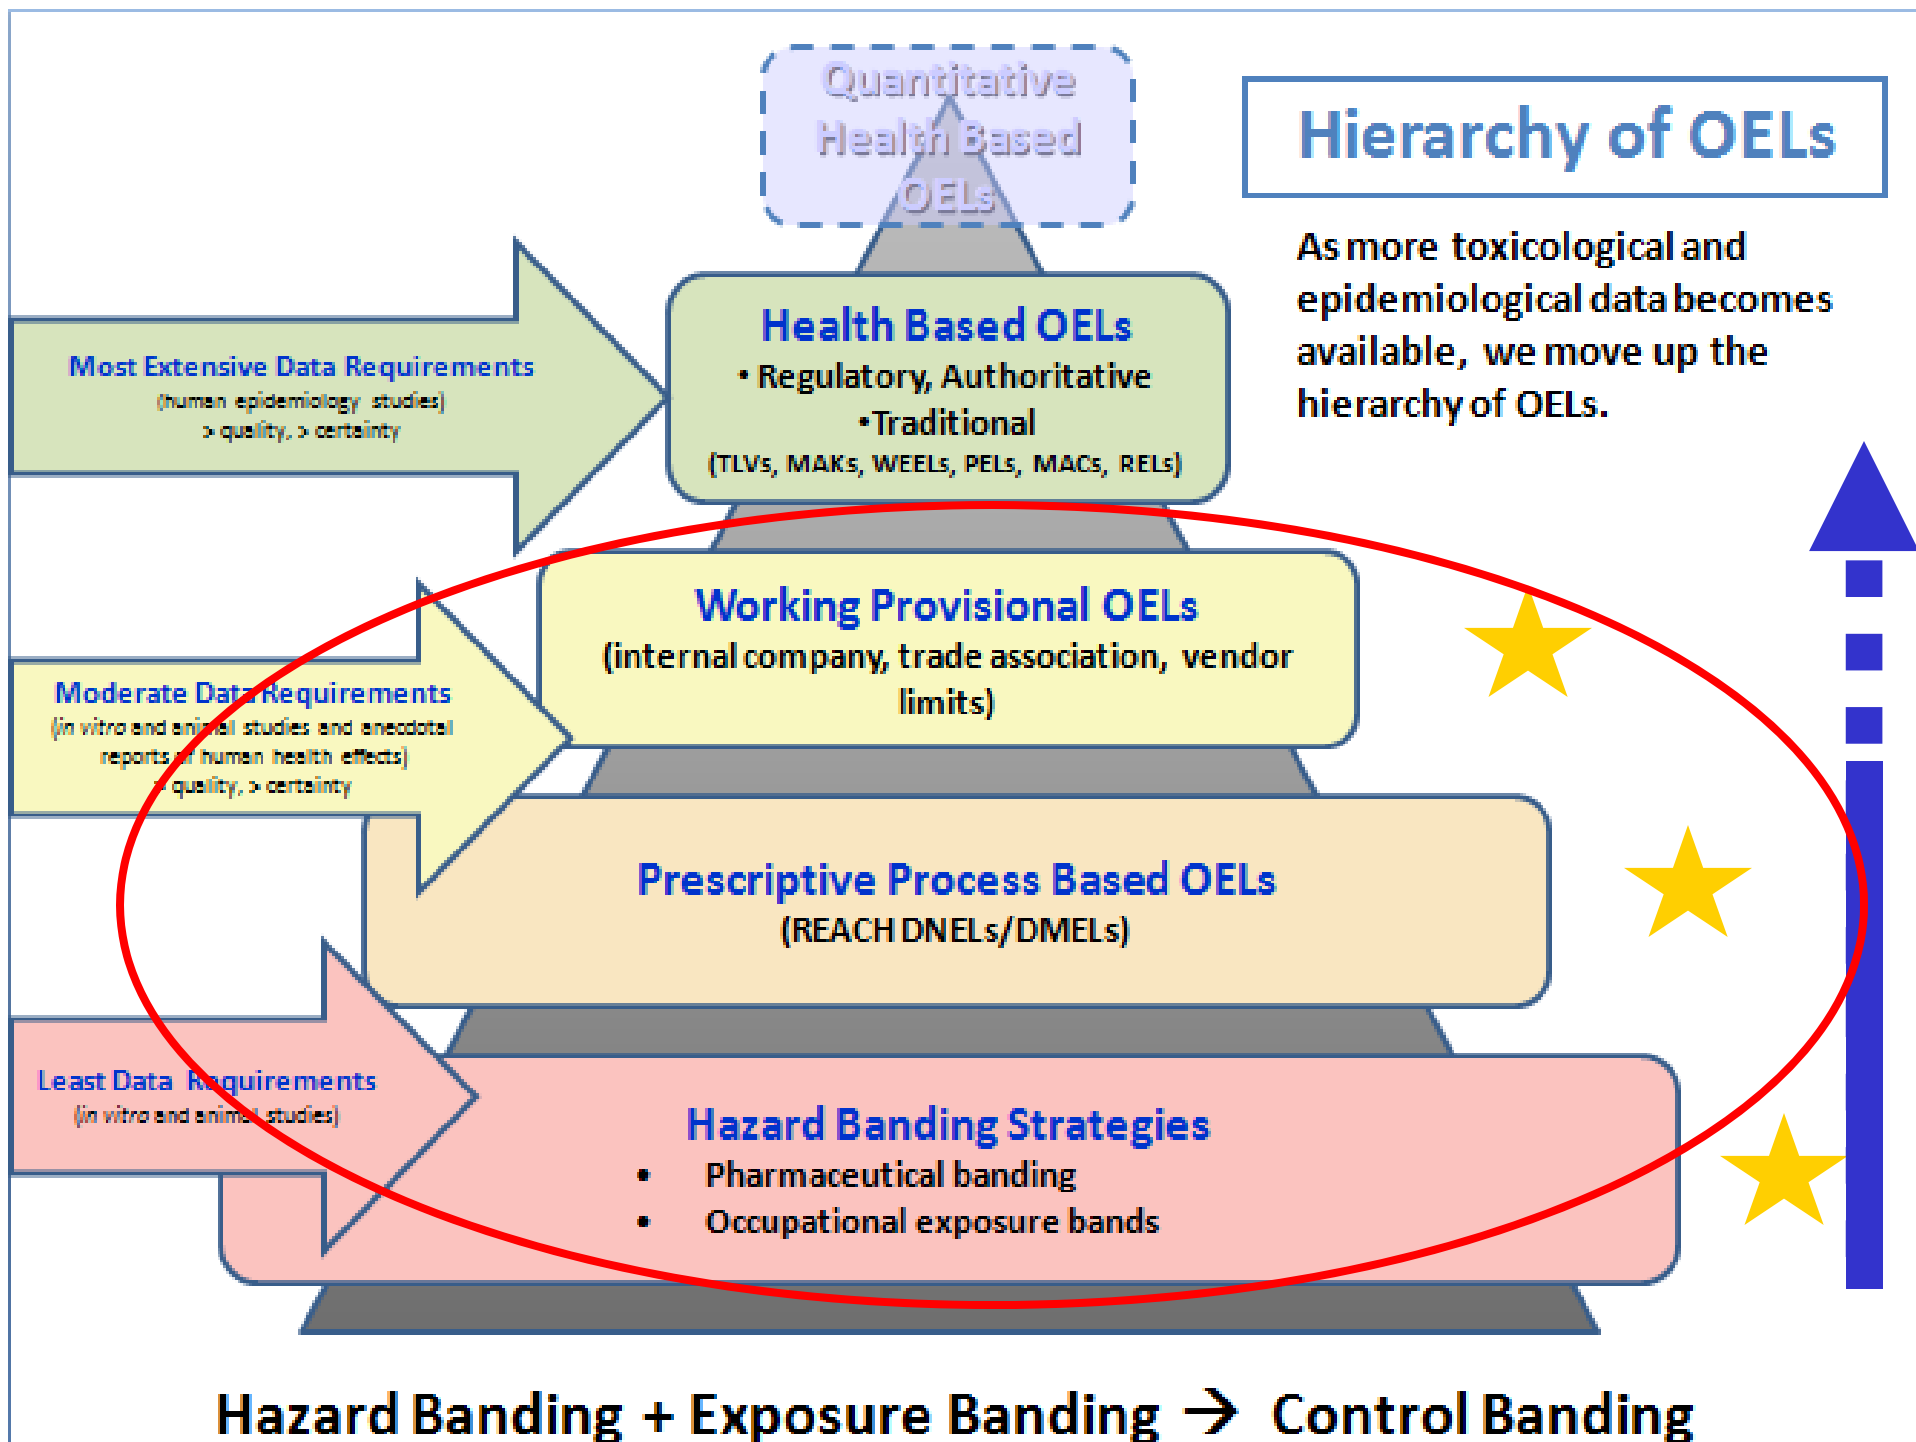 Quantitative
Health Based
OELs
Hierarchy of OELs
As more toxicological and
epidemiological data becomes
available, we move up the
hierarchy of OELs.
Most Extensive Data Requirements
(human epidemiology studies)
> quality, > certainty
Health Based OELs
• Regulatory, Authoritative
•Traditional
(TLVs, MAKs, WEELs, PELs, MACs, RELs)
Working Provisional OELs
(internal company, trade association, vendor
limits)
Moderate Data Requirements
(in vitro and animal studies and anecdotal
reports of human health effects)
> quality, > certainty
Prescriptive Process Based OELs
(REACH DNELs/DMELs)
Least Data Requirements
(in vitro and animal studies)
Hazard Banding Strategies
• Pharmaceutical banding
• Occupational exposure bands
Hazard Banding + Exposure Banding → Control Banding